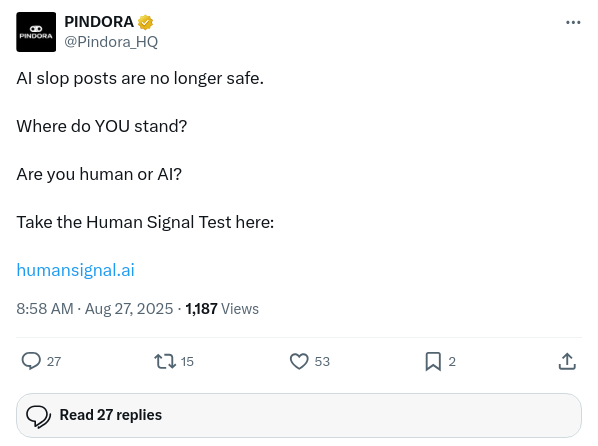 PINDORA
PINDORA
@Pindora_HQ
AI slop posts are no longer safe.
Where do YOU stand?
Are you human or AI?
Take the Human Signal Test here:
humansignal.ai
8:58 AM · Aug 27, 2025 · 1,187 Views
27 15 53 2
Read 27 replies